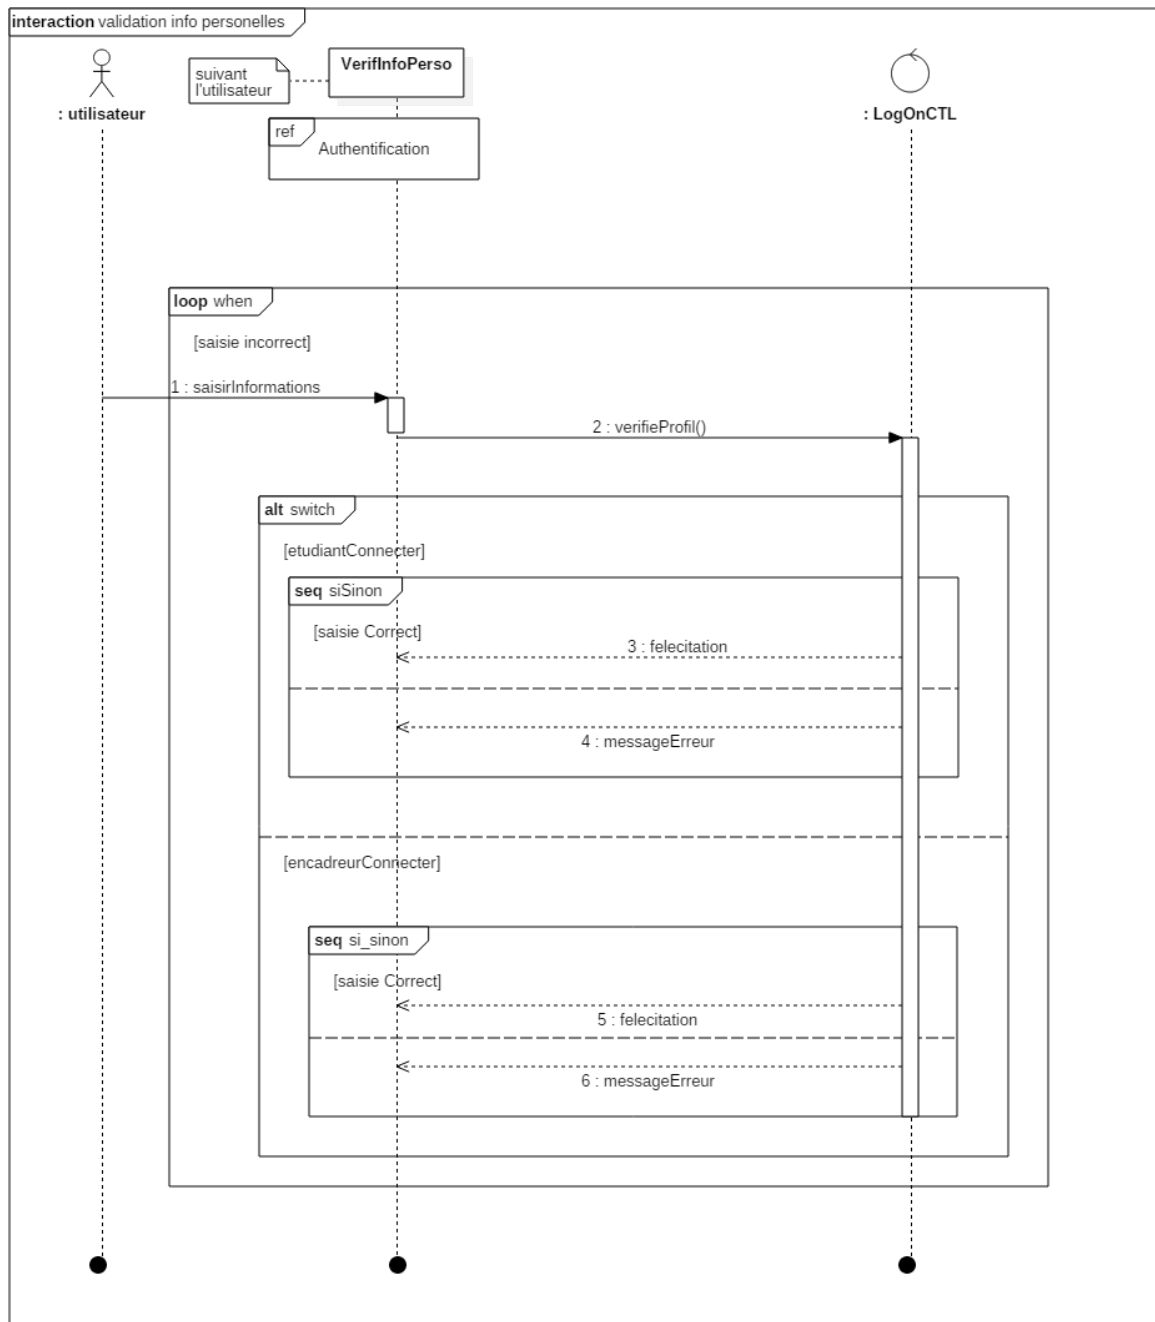 interaction validation info personelles
suivant
l'utilisateur
VerifInfoPerso
: utilisateur
: LogOnCTL
ref
Authentification
loop when
[saisie incorrect]
1 : saisirInformations
2 : verifieProfil()
alt switch
[etudiantConnecter]
seq siSinon
[saisie Correct]
3 : felecitation
4 : messageErreur
[encadreurConnecter]
seq si_sinon
[saisie Correct]
5 : felecitation
6 : messageErreur